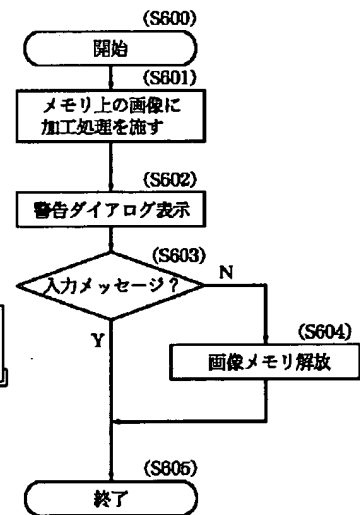 (S600)
開始
(S601)
メモリ上の画像に
加工処理を施す
(S602)
警告ダイアログ表示
(S603)
入力メッセージ?
N
Y
(S604)
画像メモリ解放
(S605)
終了